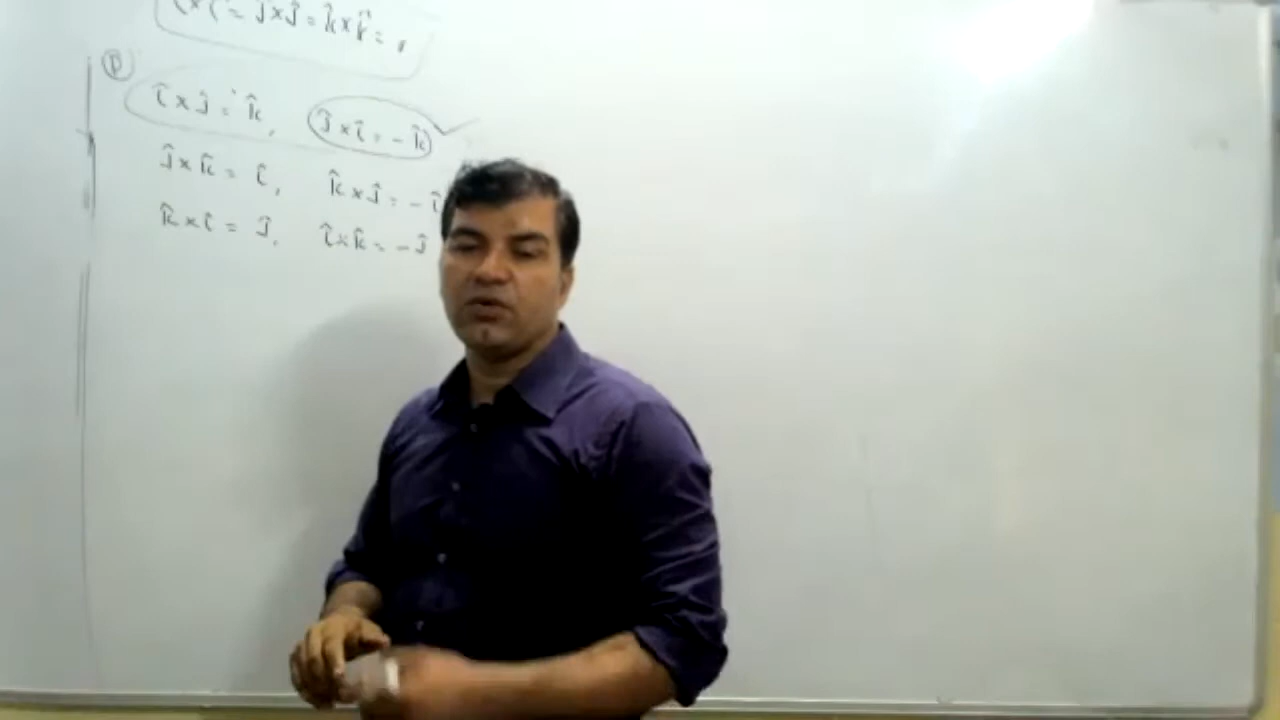 î × î = ĵ × ĵ = k̂ × k̂ = 0
(P)
î × ĵ = k̂, ĵ × î = - k̂ ✓
ĵ × k̂ = î, k̂ × ĵ = - î
k̂ × î = ĵ, î × k̂ = - ĵ